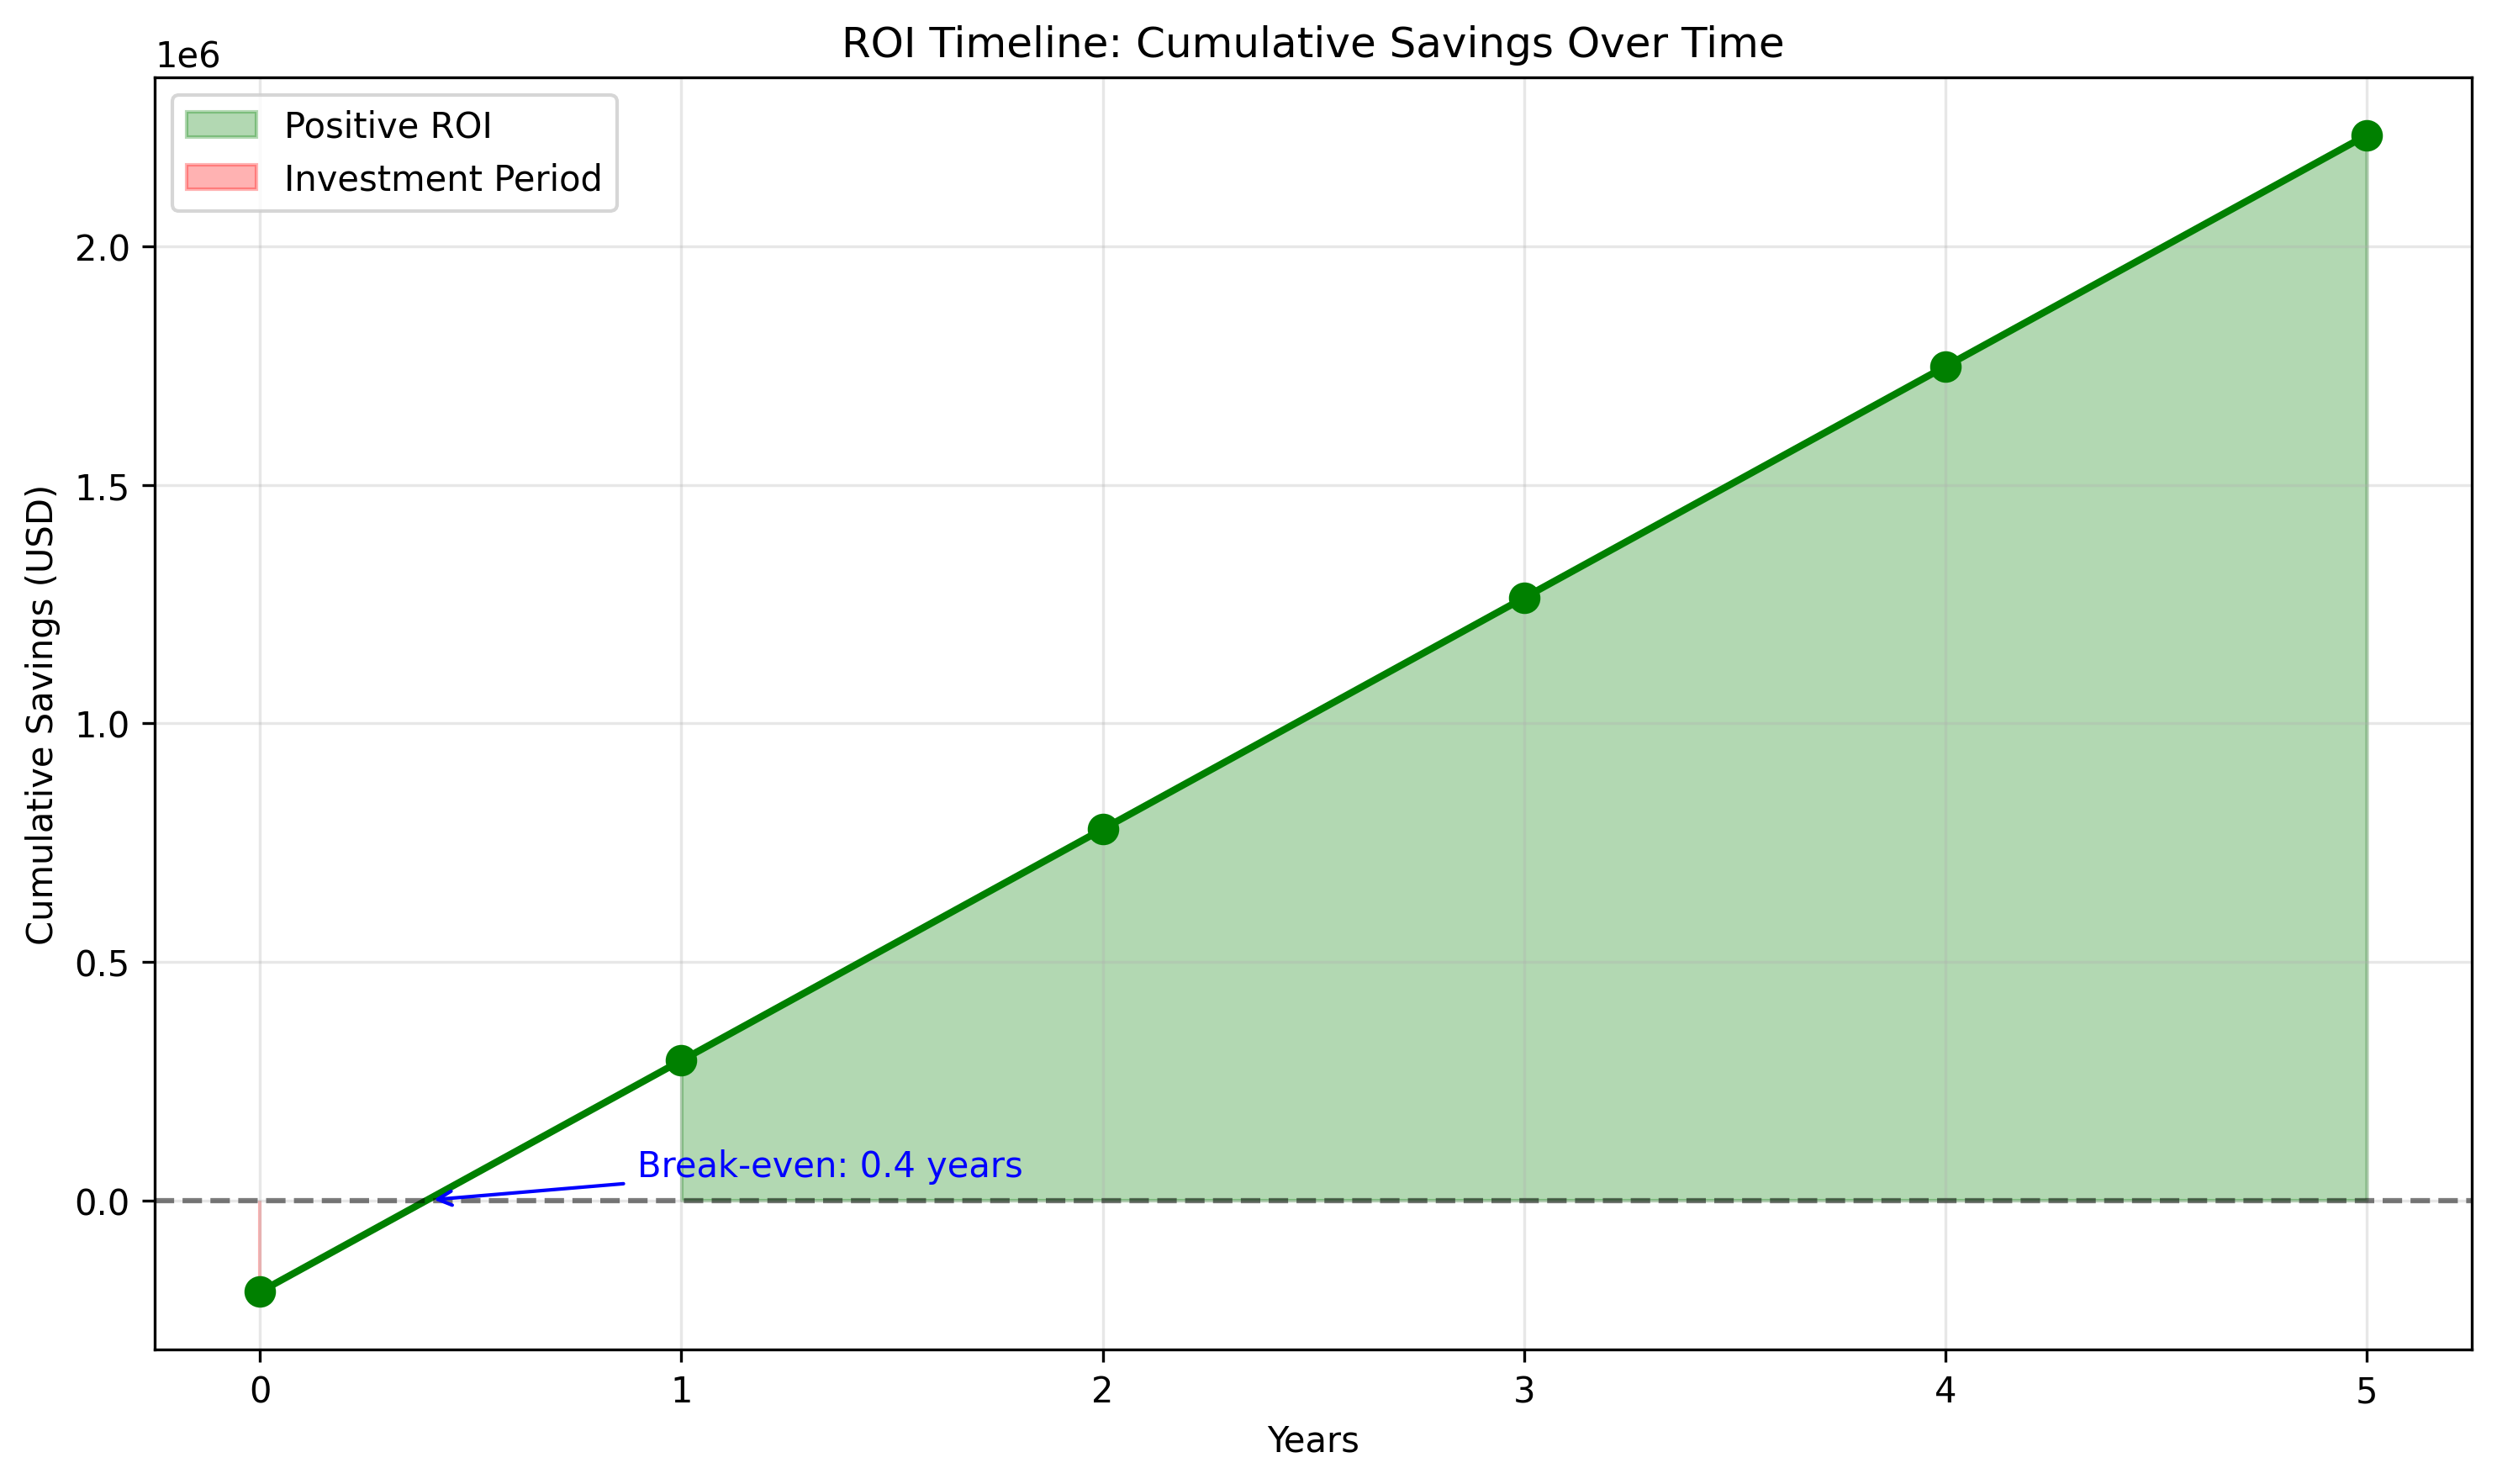 ROI Timeline: Cumulative Savings Over Time
1e6
Positive ROI
Investment Period
2.0
1.5
1.0
0.5
0.0
Cumulative Savings (USD)
Break-even: 0.4 years
0 1 2 3 4 5
Years